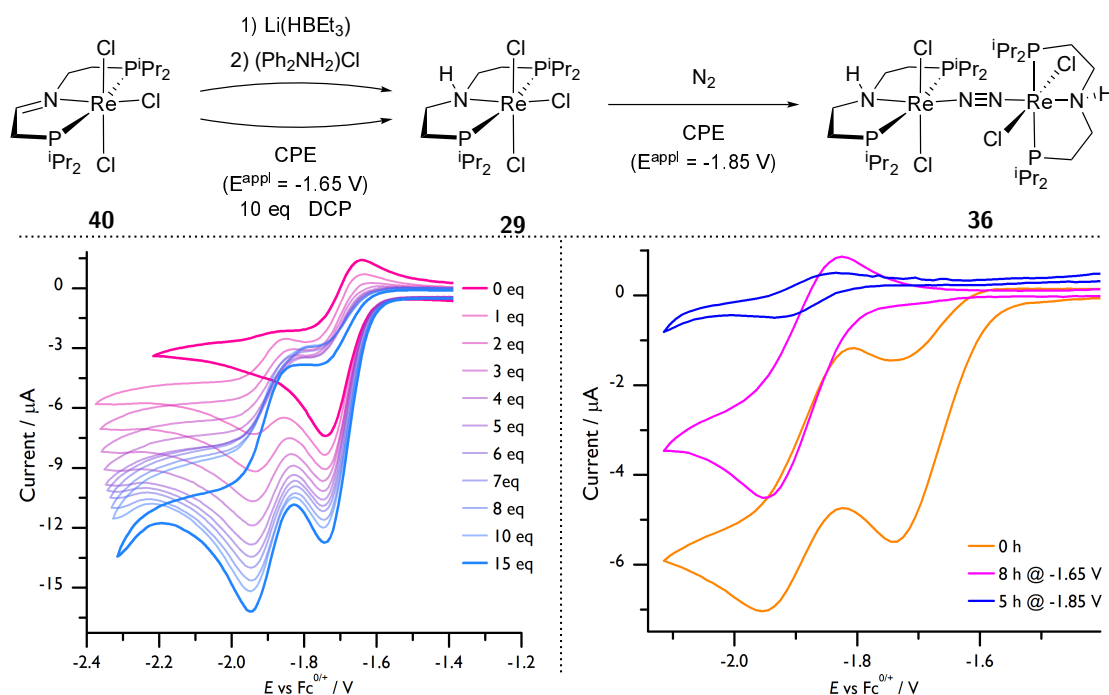 1) Li(HBEt₃)
2) (Ph₂NH₂)Cl
CPE
(Eᵃᵖᵖˡ = -1.65 V)
10 eq DCP
N₂
CPE
(Eᵃᵖᵖˡ = -1.85 V)
Cl
N
PⁱPr₂
Re
Cl
P
ⁱPr₂
Cl
40
H
Cl
PⁱPr₂
N
Re
Cl
P
ⁱPr₂
Cl
29
H
Cl
PⁱPr₂
N
Re
N≡N
P
ⁱPr₂
Cl
ⁱPr₂P
Cl
Re
N
H
Cl
P
ⁱPr₂
36
Current / µA
0
-3
-6
-9
-12
-15
-2.4
-2.2
-2.0
-1.8
-1.6
-1.4
-1.2
E vs Fc⁰ᐟ⁺ / V
0 eq
1 eq
2 eq
3 eq
4 eq
5 eq
6 eq
7eq
8 eq
10 eq
15 eq
Current / µA
0
-2
-4
-6
-2.0
-1.8
-1.6
E vs Fc⁰ᐟ⁺ / V
0 h
8 h @ -1.65 V
5 h @ -1.85 V